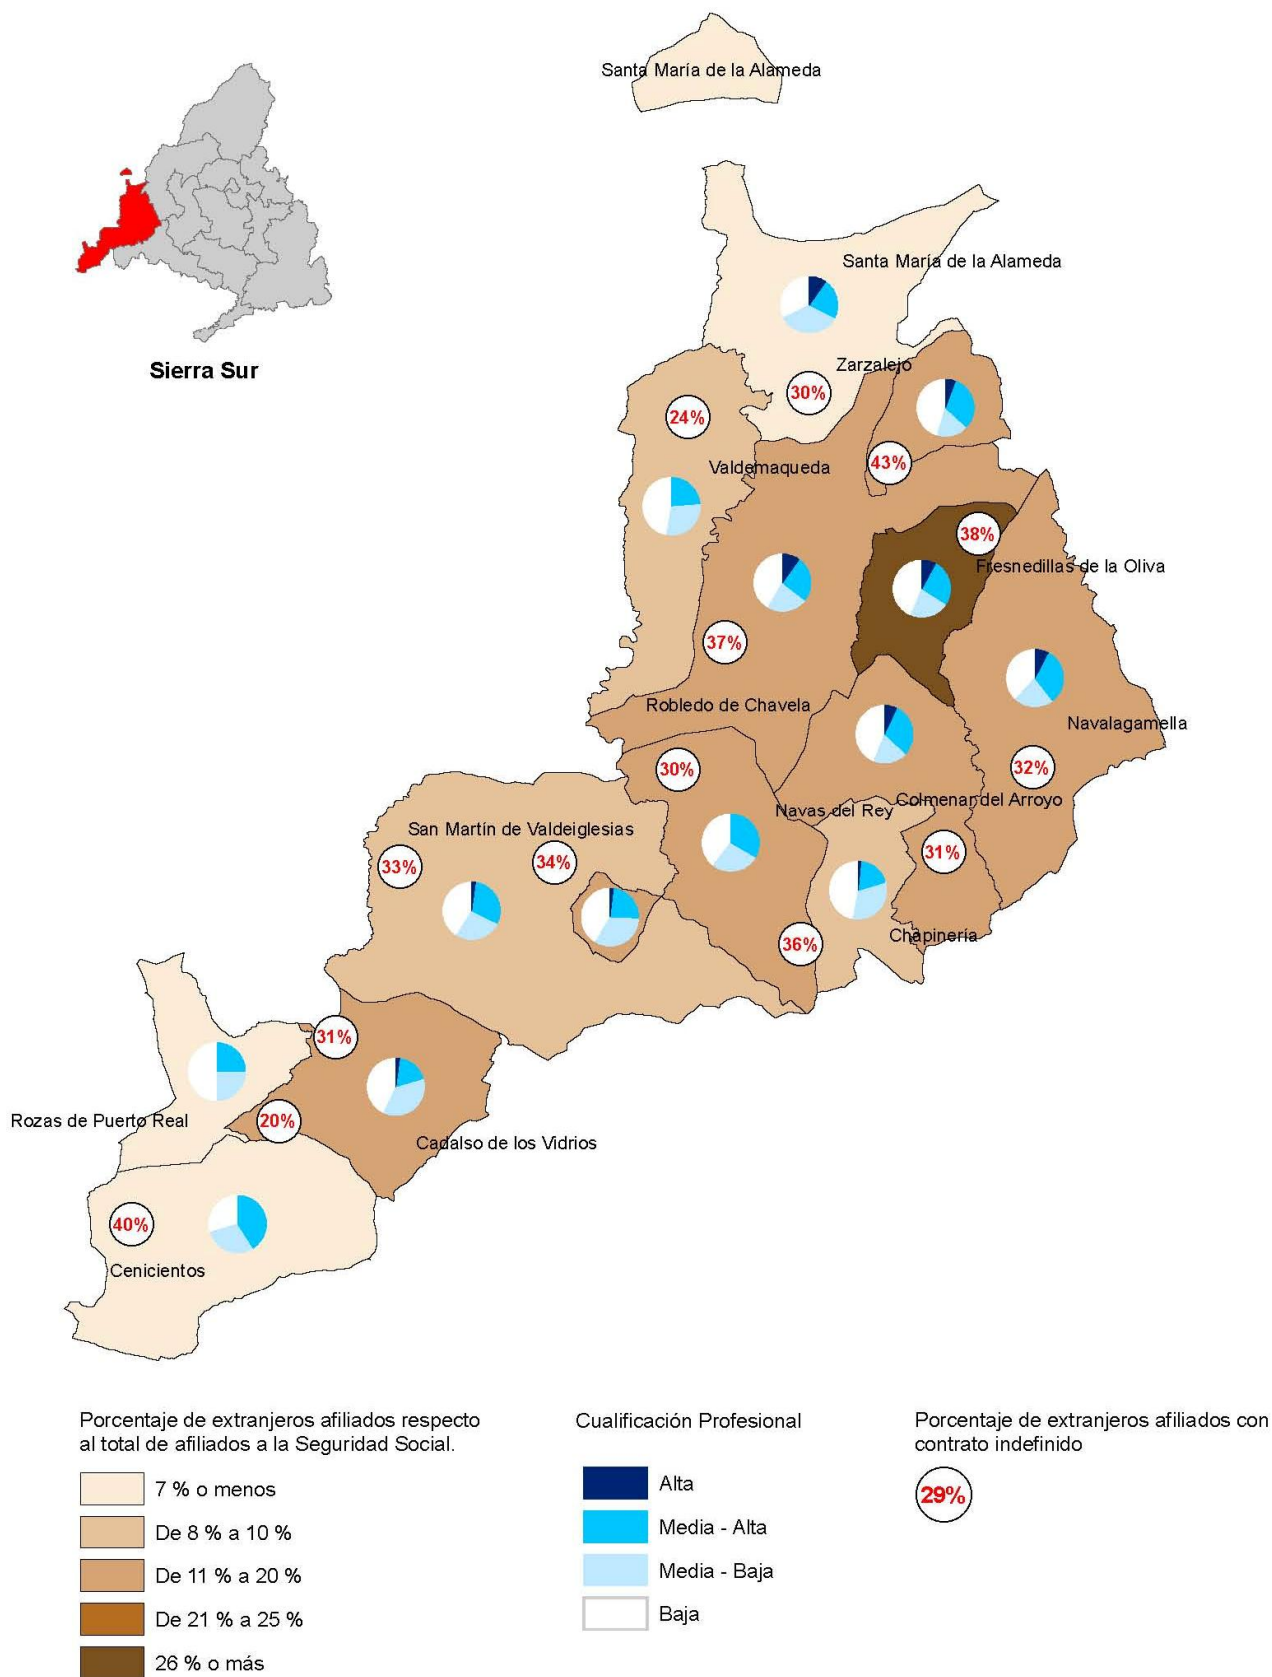 Santa María de la Alameda
Sierra Sur
Santa María de la Alameda
Zarzalejo
30%
24%
43%
Valdemaqueda
38%
Fresnedillas de la Oliva
37%
Robledo de Chavela
Navalagamella
30%
32%
Colmenar del Arroyo
Navas del Rey
San Martín de Valdeiglesias
33%
34%
31%
Chapinería
36%
31%
Rozas de Puerto Real
20%
Cadalso de los Vidrios
40%
Cenicientos
Porcentaje de extranjeros afiliados respecto
al total de afiliados a la Seguridad Social.
7 % o menos
De 8 % a 10 %
De 11 % a 20 %
De 21 % a 25 %
26 % o más
Cualificación Profesional
Alta
Media - Alta
Media - Baja
Baja
Porcentaje de extranjeros afiliados con
contrato indefinido
29%